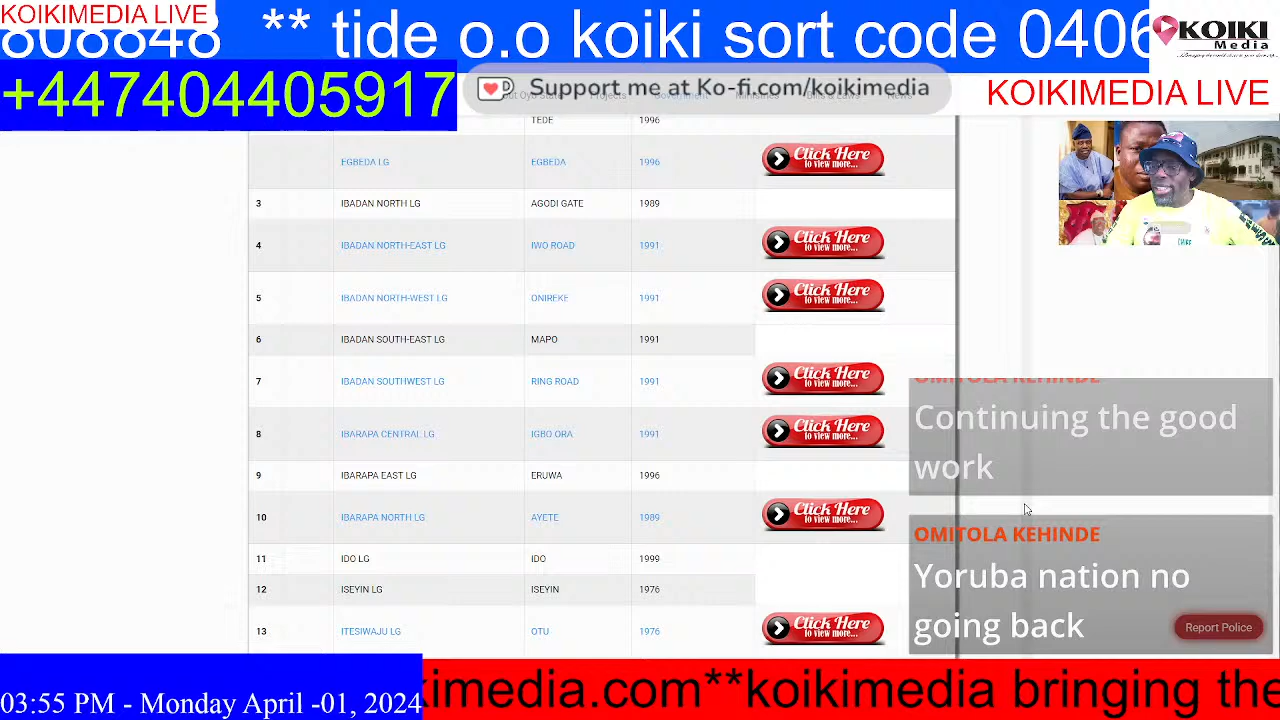 KOIKIMEDIA LIVE
808848 ** tide o.o koiki sort code 0406
KOIKI
Media
+447404405917
Support me at Ko-fi.com/koikimedia
KOIKIMEDIA LIVE
Projects Government Ministries Bills & Laws News
TEDE 1996
EGBEDA LG EGBEDA 1996 Click Here to view more...
3 IBADAN NORTH LG AGODI GATE 1989
4 IBADAN NORTH-EAST LG IWO ROAD 1991 Click Here to view more...
5 IBADAN NORTH-WEST LG ONIREKE 1991 Click Here to view more...
6 IBADAN SOUTH-EAST LG MAPO 1991
7 IBADAN SOUTHWEST LG RING ROAD 1991 Click Here to view more...
8 IBARAPA CENTRAL LG IGBO ORA 1991 Click Here to view more...
9 IBARAPA EAST LG ERUWA 1996
10 IBARAPA NORTH LG AYETE 1989 Click Here to view more...
11 IDO LG IDO 1999
12 ISEYIN LG ISEYIN 1976
13 ITESIWAJU LG OTU 1976 Click Here to view more...
OMITOLA KEHINDE
Continuing the good
work
OMITOLA KEHINDE
Yoruba nation no
going back
Report Police
03:55 PM - Monday April -01, 2024
kimedia.com**koikimedia bringing the